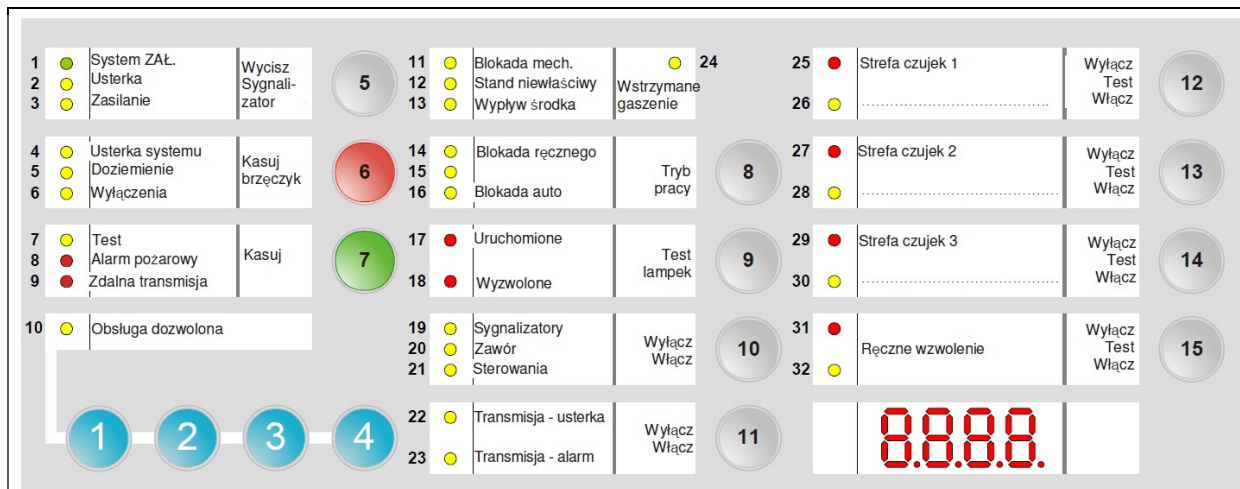 1 System ZAŁ.
2 Usterka
3 Zasilanie
Wycisz
Sygnali-
zator
5
4 Usterka systemu
5 Doziemienie
6 Wyłączenia
Kasuj
brzęczyk
6
7 Test
8 Alarm pożarowy
9 Zdalna transmisja
Kasuj
7
10 Obsługa dozwolona
1 2 3 4
11 Blokada mech.
12 Stand niewłaściwy
13 Wypływ środka
24
Wstrzymane
gaszenie
14 Blokada ręcznego
15
16 Blokada auto
Tryb
pracy
8
17 Uruchomione
18 Wyzwolone
Test
lampek
9
19 Sygnalizatory
20 Zawór
21 Sterowania
Wyłącz
Włącz
10
22 Transmisja - usterka
23 Transmisja - alarm
Wyłącz
Włącz
11
25 Strefa czujek 1
26 ........................................
Wyłącz
Test
Włącz
12
27 Strefa czujek 2
28 ........................................
Wyłącz
Test
Włącz
13
29 Strefa czujek 3
30 ........................................
Wyłącz
Test
Włącz
14
31
Ręczne wzwolenie
32
Wyłącz
Test
Włącz
15
8.8.8.8.